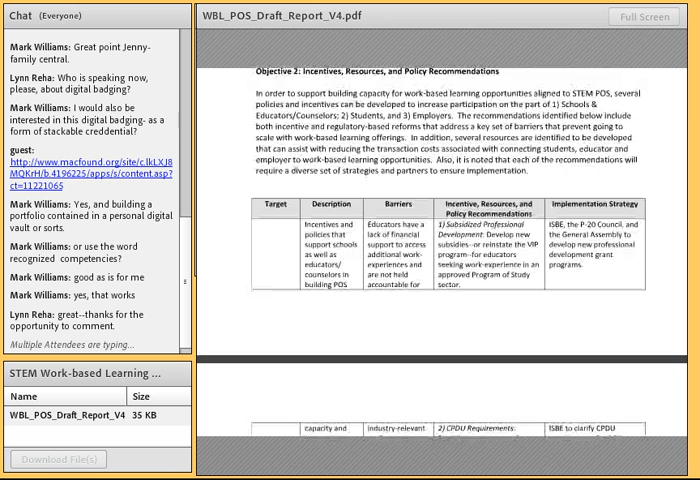 Chat (Everyone)
Mark Williams: Great point Jenny-
family central.
Lynn Reha: Who is speaking now,
please, about digital badging?
Mark Williams: I would also be
interested in this digital badging- as a
form of stackable creddential?
guest:
http://www.macfound.org/site/c.lkLXJ8
MQKrH/b.4196225/apps/s/content.asp?
ct=11221065
Mark Williams: Yes, and building a
portfolio contained in a personal digital
vault or sorts.
Mark Williams: or use the word
recognized competencies?
Mark Williams: good as is for me
Mark Williams: yes, that works
Lynn Reha: great--thanks for the
opportunity to comment.
Multiple Attendees are typing...
STEM Work-based Learning ...
Name Size
WBL_POS_Draft_Report_V4 35 KB
Download File(s)
WBL_POS_Draft_Report_V4.pdf
Full Screen
Objective 2: Incentives, Resources, and Policy Recommendations
In order to support building capacity for work-based learning opportunities aligned to STEM POS, several
policies and incentives can be developed to increase participation on the part of 1) Schools &
Educators/Counselors; 2) Students, and 3) Employers. The recommendations identified below include
both incentive and regulatory-based reforms that address a key set of barriers that prevent going to
scale with work-based learning offerings. In addition, several resources are identified to be developed
that can assist with reducing the transaction costs associated with connecting students, educator and
employer to work-based learning opportunities. Also, it is noted that each of the recommendations will
require a diverse set of strategies and partners to ensure implementation.
Target Description Barriers Incentive, Resources, and Implementation Strategy
Policy Recommendations
Incentives and Educators have a 1) Subsidized Professional ISBE, the P-20 Council, and
policies that lack of financial Development: Develop new the General Assembly to
support schools support to access subsidies--or reinstate the VIP develop new professional
as well as additional work- program--for educators development grant
educators/ experiences and seeking work-experience in an programs.
counselors in are not held approved Program of Study
building POS accountable for sector.
capacity and industry-relevant 2) CPDU Requirements: ISBE to clarify CPDU